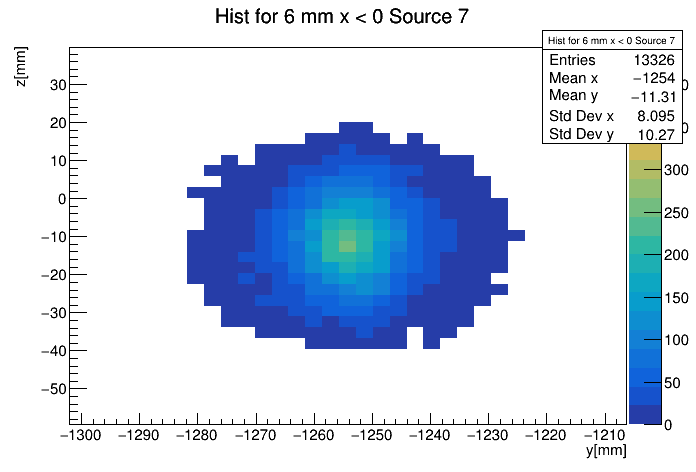 Hist for 6 mm x < 0 Source 7
z[mm]
Hist for 6 mm x < 0 Source 7
Entries 13326
Mean x −1254
Mean y −11.31
Std Dev x 8.095
Std Dev y 10.27
30
20
10
0
−10
−20
−30
−40
−50
300
250
200
150
100
50
0
−1300 −1290 −1280 −1270 −1260 −1250 −1240 −1230 −1220 −1210
y[mm]